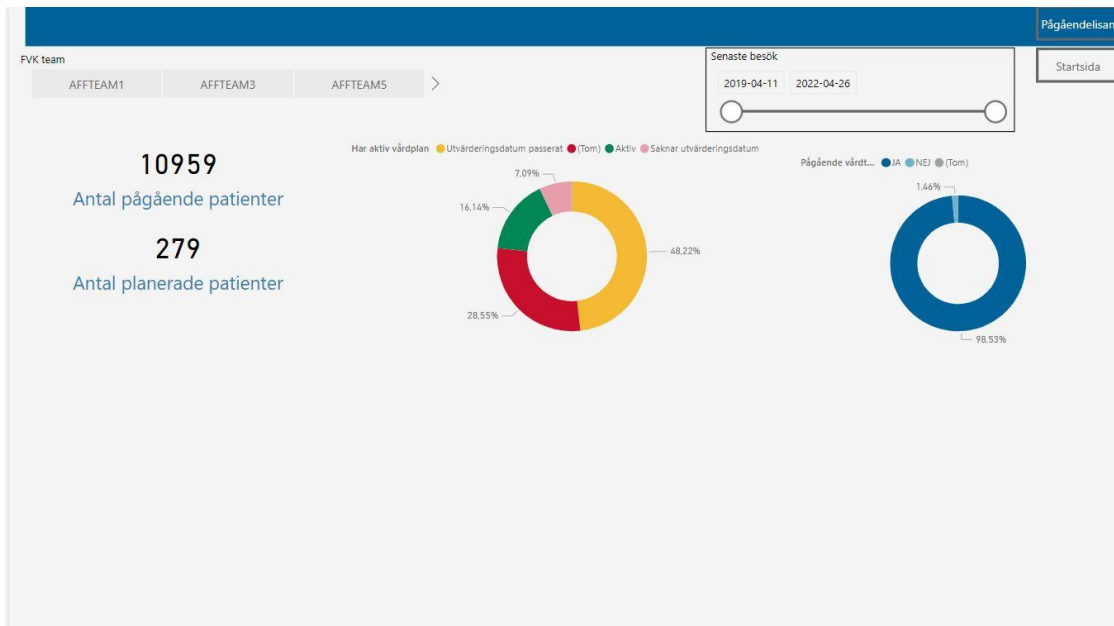 Pågåendelisan
Startsida
FVK team
AFFTEAM1 AFFTEAM3 AFFTEAM5
Senaste besök
2019-04-11 2022-04-26
10959
Antal pågående patienter
279
Antal planerade patienter
Har aktiv vårdplan Utvärderingsdatum passerat (Tom) Aktiv Saknar utvärderingsdatum
7,09%
16,14%
48,22%
28,55%
Pågående vårdt... JA NEJ (Tom)
1,46%
98,53%